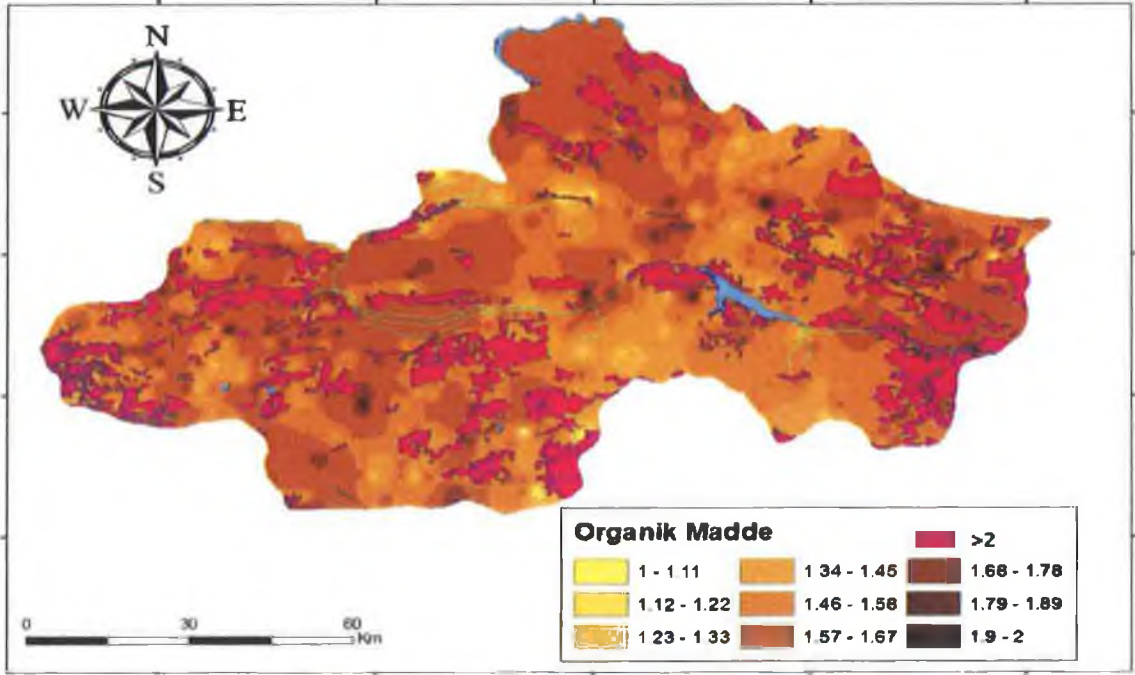 N
W E
S
Organik Madde
>2
1 - 1 11
1 34 - 1.45
1.68 - 1.78
1.12 - 1.22
1.46 - 1.58
1.79 - 1.89
1 23 - 1 33
1.57 - 1.67
1.9 - 2
0 30 60
Km